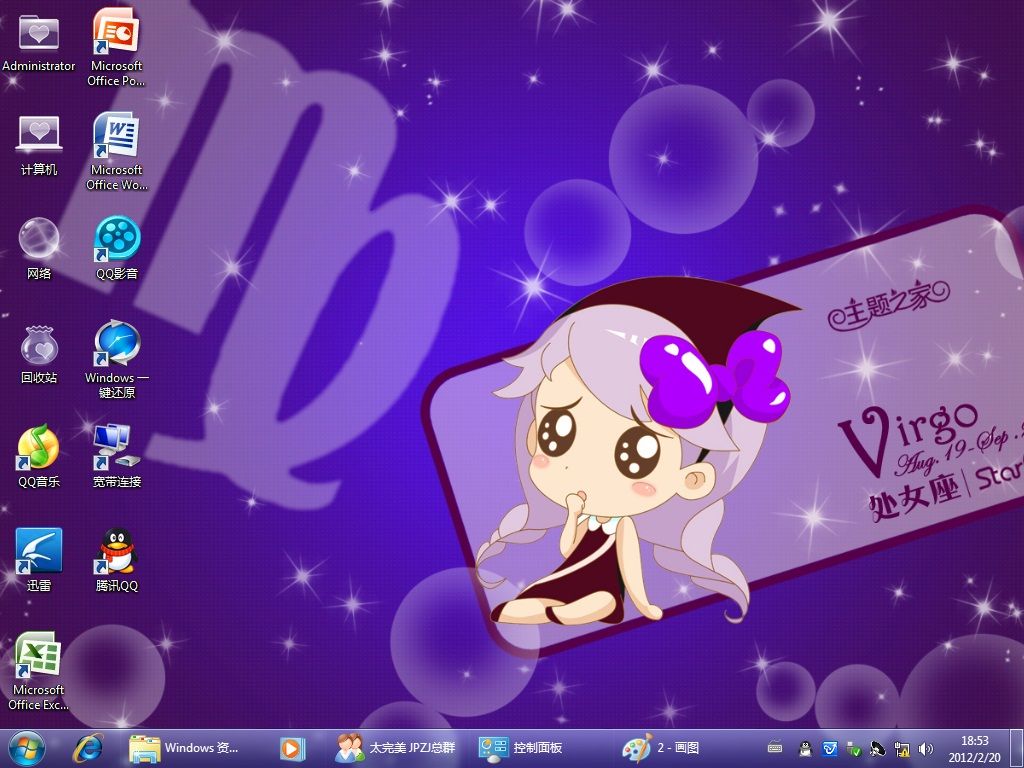 Administrator
Microsoft
Office Po...
计算机
Microsoft
Office Wo...
网络
QQ影音
回收站
Windows 一
键还原
QQ音乐
宽带连接
迅雷
腾讯QQ
Microsoft
Office Exc...
主题之家
Virgo
Aug. 19-Sep.
处女座|Star
Windows 资...
太完美 JPZJ总群
控制面板
2 - 画图
18:53
2012/2/20